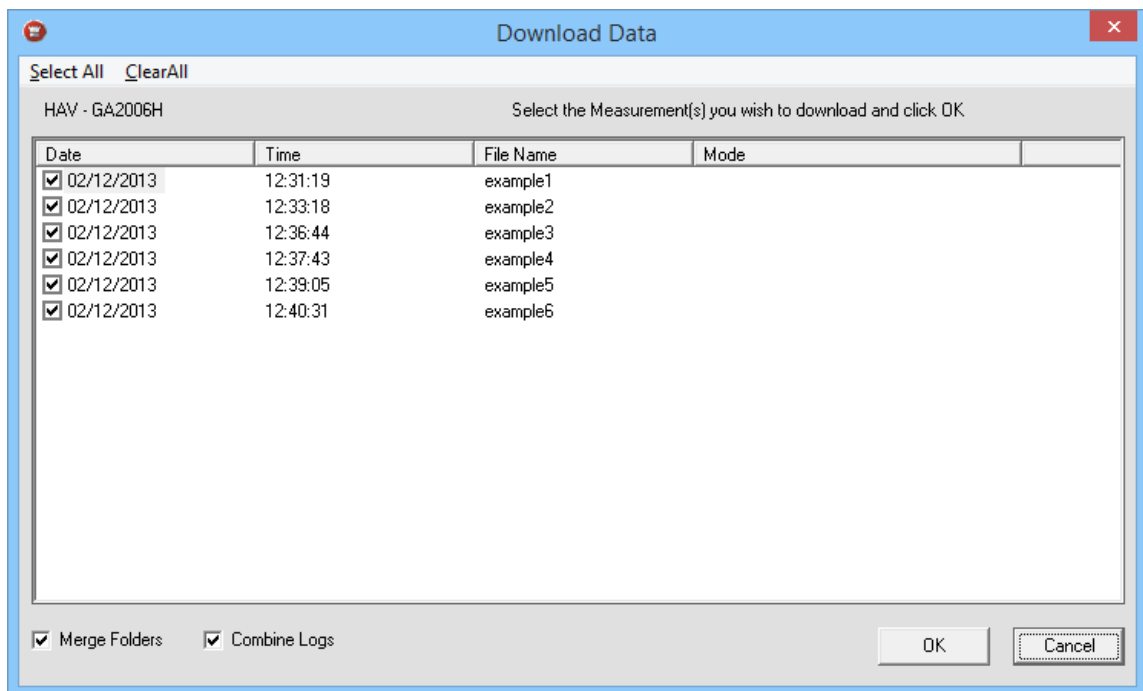 Download Data
Select All ClearAll
HAV - GA2006H Select the Measurement(s) you wish to download and click OK
Date Time File Name Mode
02/12/2013 12:31:19 example1
02/12/2013 12:33:18 example2
02/12/2013 12:36:44 example3
02/12/2013 12:37:43 example4
02/12/2013 12:39:05 example5
02/12/2013 12:40:31 example6
Merge Folders Combine Logs OK Cancel